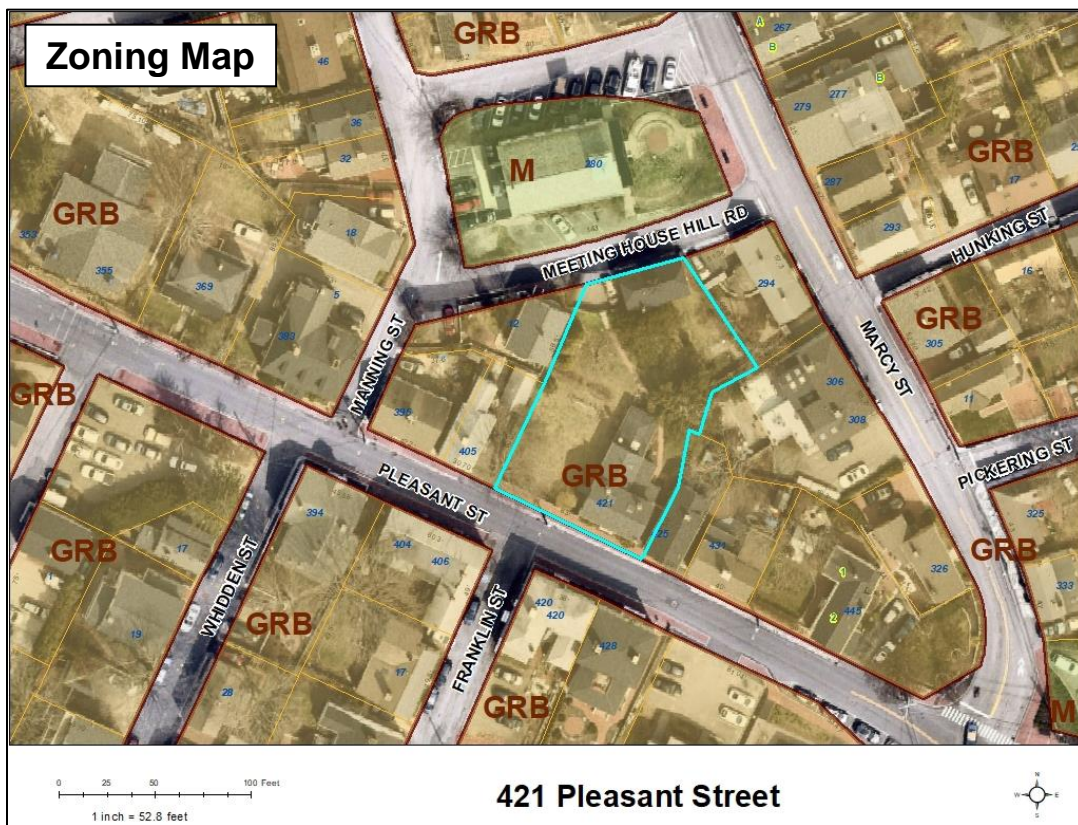 Zoning Map
GRB
A
267
B
46
B
277
279
36
32
M
280
GRB
17
287
GRB
353
355
18
293
HUNKING ST
MEETING HOUSE HILL RD
16
369
5
294
GRB
305
383
MANNING ST
MARCY ST
306
11
395
308
GRB
405
PICKERING ST
GRB
PLEASANT ST
421
325
394
404
406
431
GRB
17
GRB
1
326
333
WHIDDEN ST
445
2
420
420
428
19
GRB
FRANKLIN ST
17
28
GRB
M
0 25 50 100 Feet
1 inch = 52.8 feet
421 Pleasant Street
N
W E
S